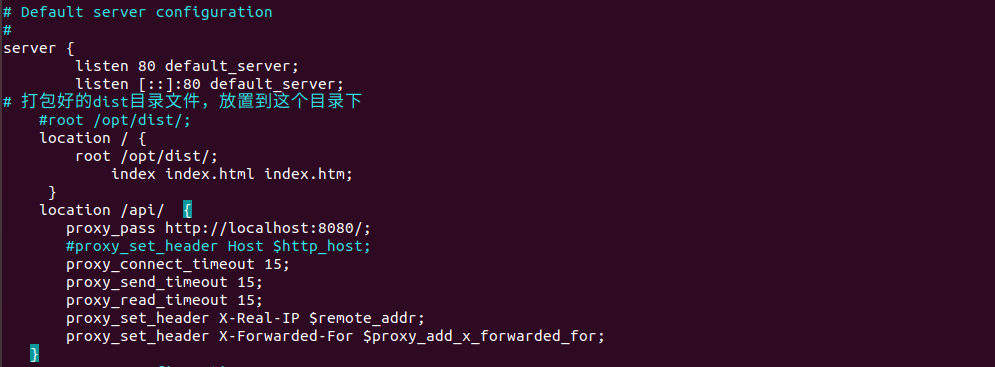 # Default server configuration
#
server {
listen 80 default_server;
listen [::]:80 default_server;
# 打包好的dist目录文件，放置到这个目录下
#root /opt/dist/;
location / {
root /opt/dist/;
index index.html index.htm;
}
location /api/  {
proxy_pass http://localhost:8080/;
#proxy_set_header Host $http_host;
proxy_connect_timeout 15;
proxy_send_timeout 15;
proxy_read_timeout 15;
proxy_set_header X-Real-IP $remote_addr;
proxy_set_header X-Forwarded-For $proxy_add_x_forwarded_for;
}